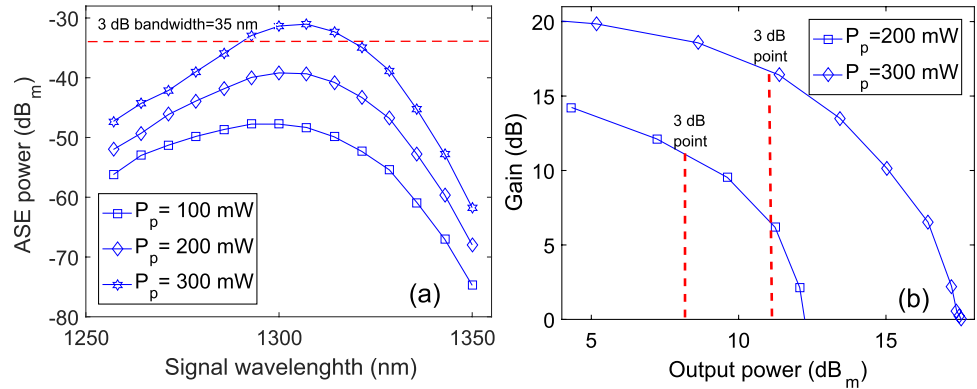 3 dB bandwidth=35 nm
-30
-40
-50
-60
-70
-80
ASE power (dBm)
Pp= 100 mW
Pp= 200 mW
Pp= 300 mW
(a)
1250
1300
1350
Signal wavelenghth (nm)
20
15
10
5
0
Gain (dB)
Pp=200 mW
Pp=300 mW
3 dB
point
3 dB
point
(b)
5
10
15
Output power (dBm)